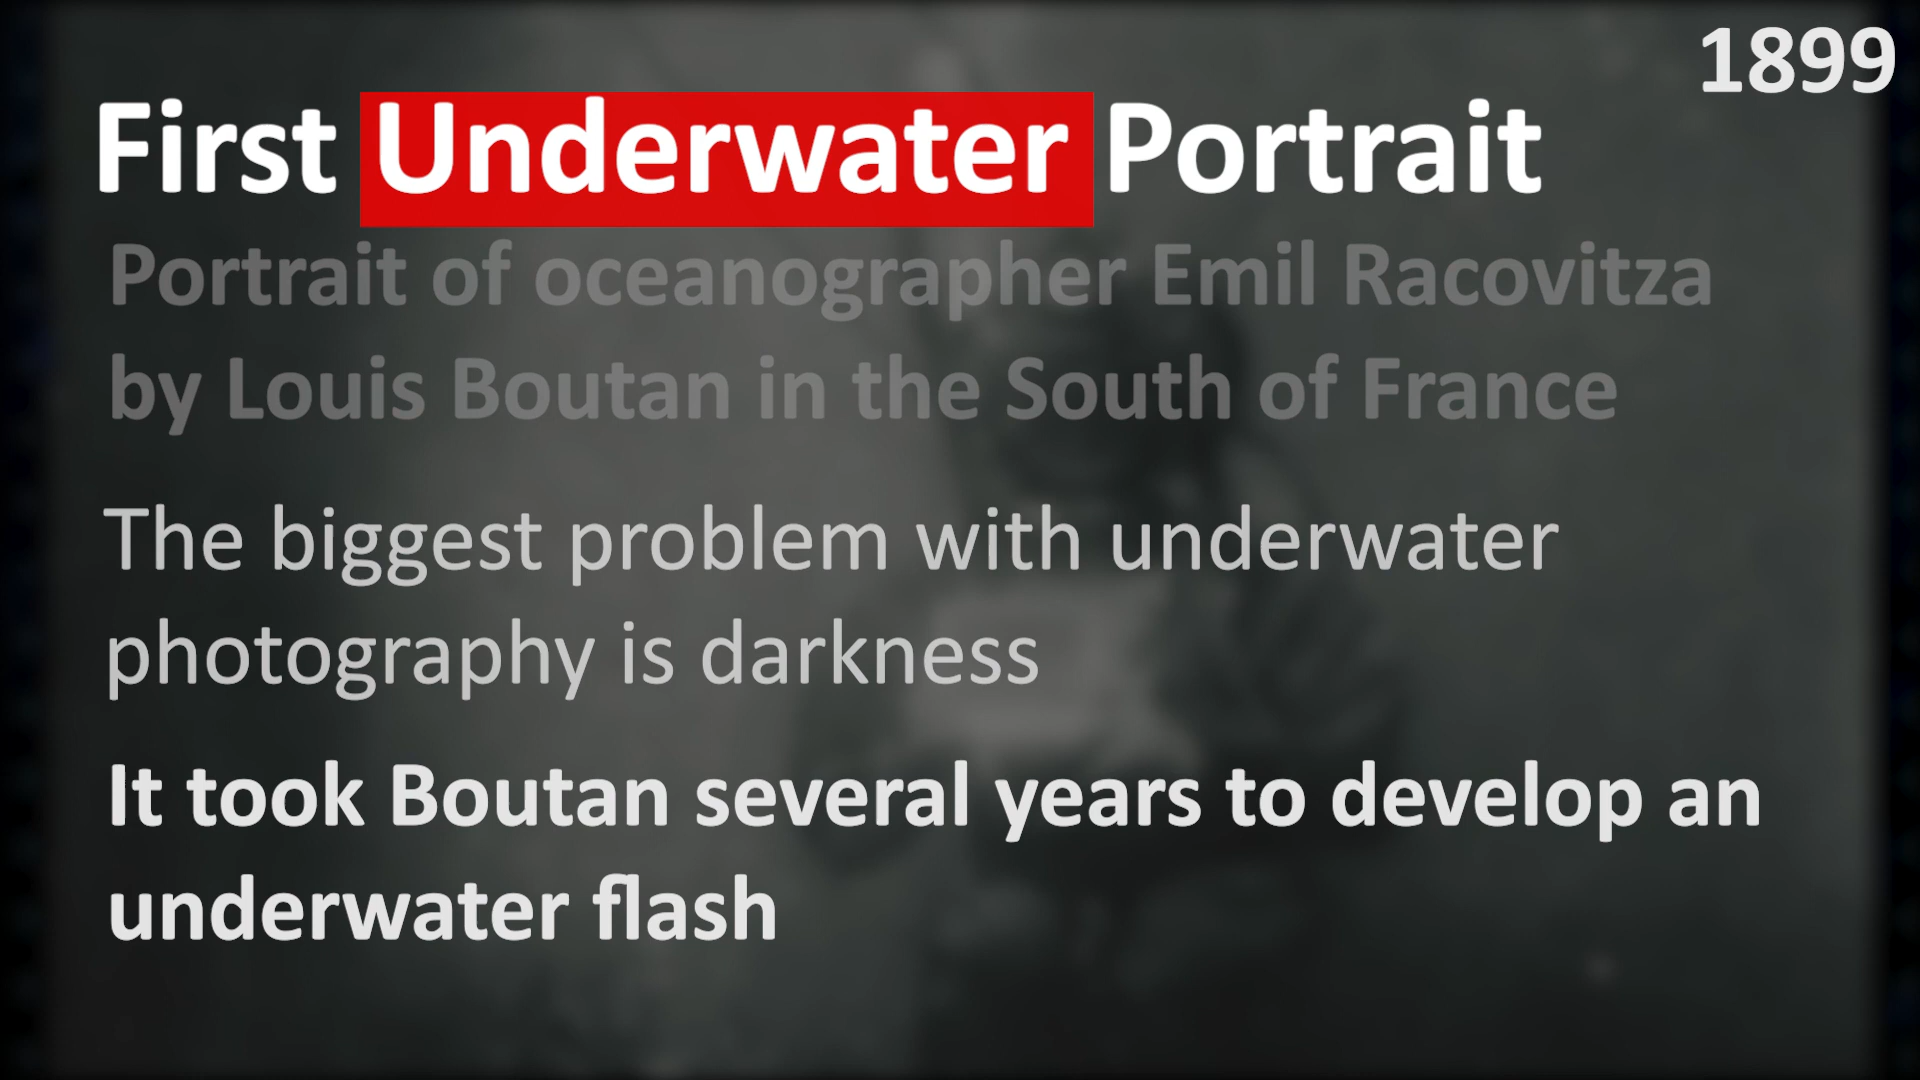 1899
First Underwater Portrait
Portrait of oceanographer Emil Racovitza
by Louis Boutan in the South of France
The biggest problem with underwater
photography is darkness
It took Boutan several years to develop an
underwater flash